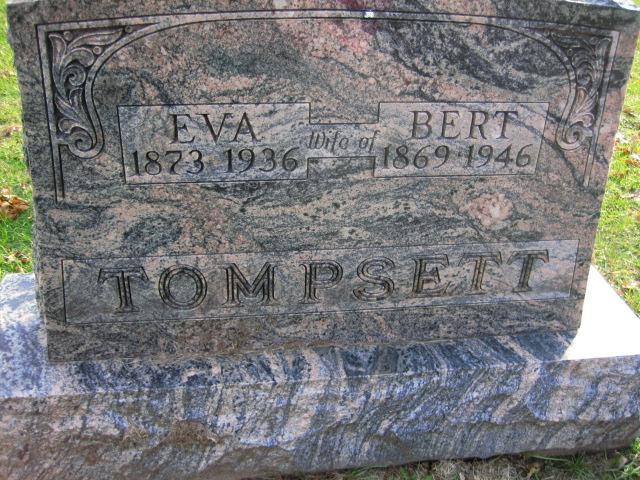 EVA Wife of BERT
1873 1936 1869 1946
TOMPSETT